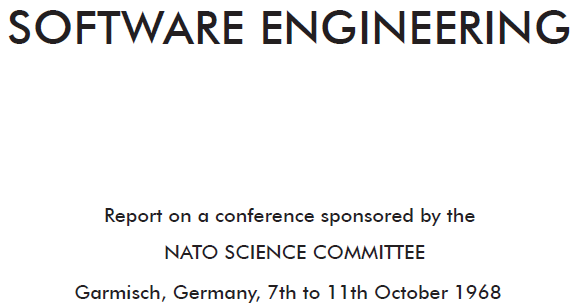 SOFTWARE ENGINEERING
Report on a conference sponsored by the
NATO SCIENCE COMMITTEE
Garmisch, Germany, 7th to 11th October 1968